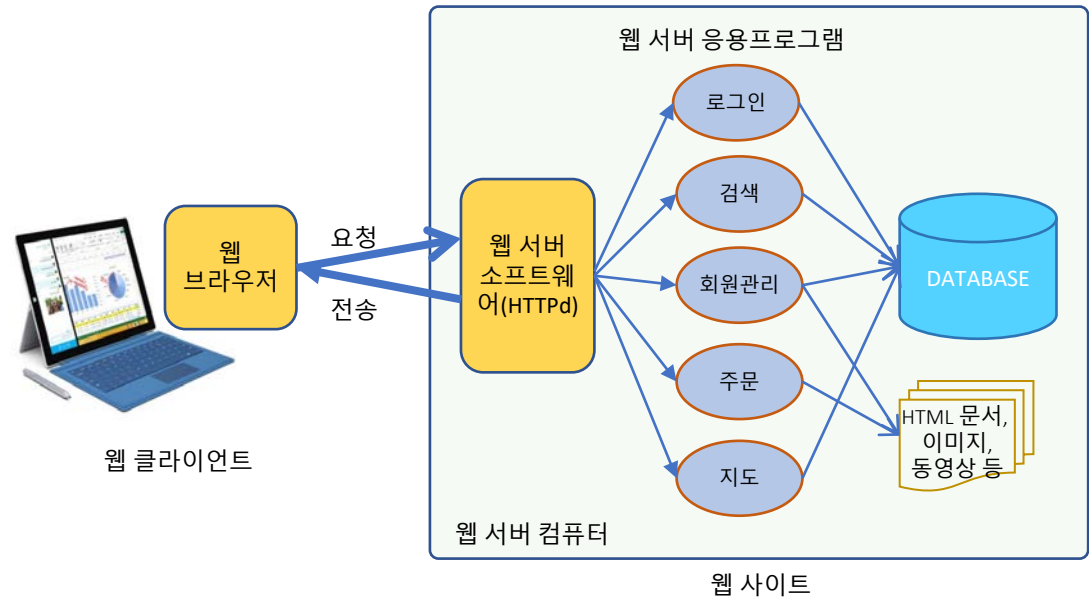 웹 서버 응용프로그램
로그인
검색
회원관리
주문
지도
웹
브라우저
요청
전송
웹 서버
소프트웨
어(HTTPd)
DATABASE
HTML 문서,
이미지,
동영상 등
웹 클라이언트
웹 서버 컴퓨터
웹 사이트